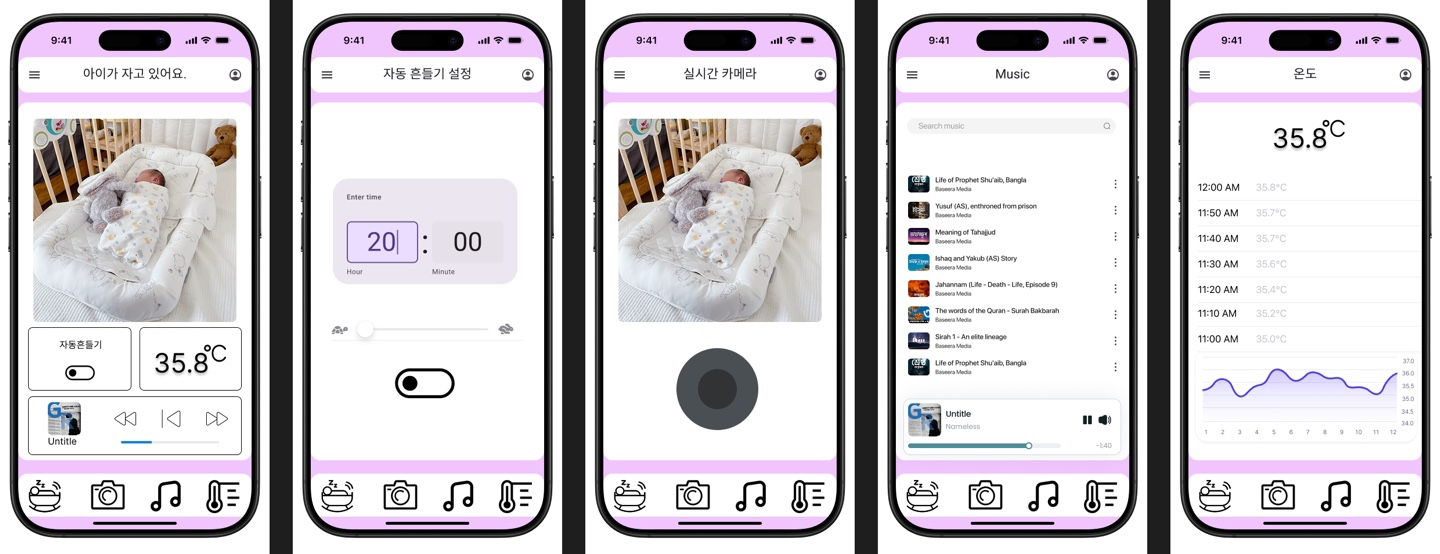 9:41
아이가 자고 있어요.
자동흔들기
35.8℃
Untitle
9:41
자동 흔들기 설정
Enter time
20 : 00
Hour Minute
9:41
실시간 카메라
9:41
Music
Search music
Life of Prophet Shu'aib, Bangla
Baseera Media
Yusuf (AS), enthroned from prison
Baseera Media
Meaning of Tahajjud
Baseera Media
Ishaq and Yakub (AS) Story
Baseera Media
Jahannam (Life - Death - Life, Episode 9)
Baseera Media
The words of the Quran - Surah Bakbarah
Baseera Media
Sirah 1 - An elite lineage
Baseera Media
Life of Prophet Shu'aib, Bangla
Baseera Media
Untitle
Nameless
-1:40
9:41
온도
35.8℃
12:00 AM 35.8°C
11:50 AM 35.7°C
11:40 AM 35.7°C
11:30 AM 35.6°C
11:20 AM 35.4°C
11:10 AM 35.2°C
11:00 AM 35.0°C
37.0
36.0
35.5
35.0
34.5
34.0
1 2 3 4 5 6 7 8 9 10 11 12